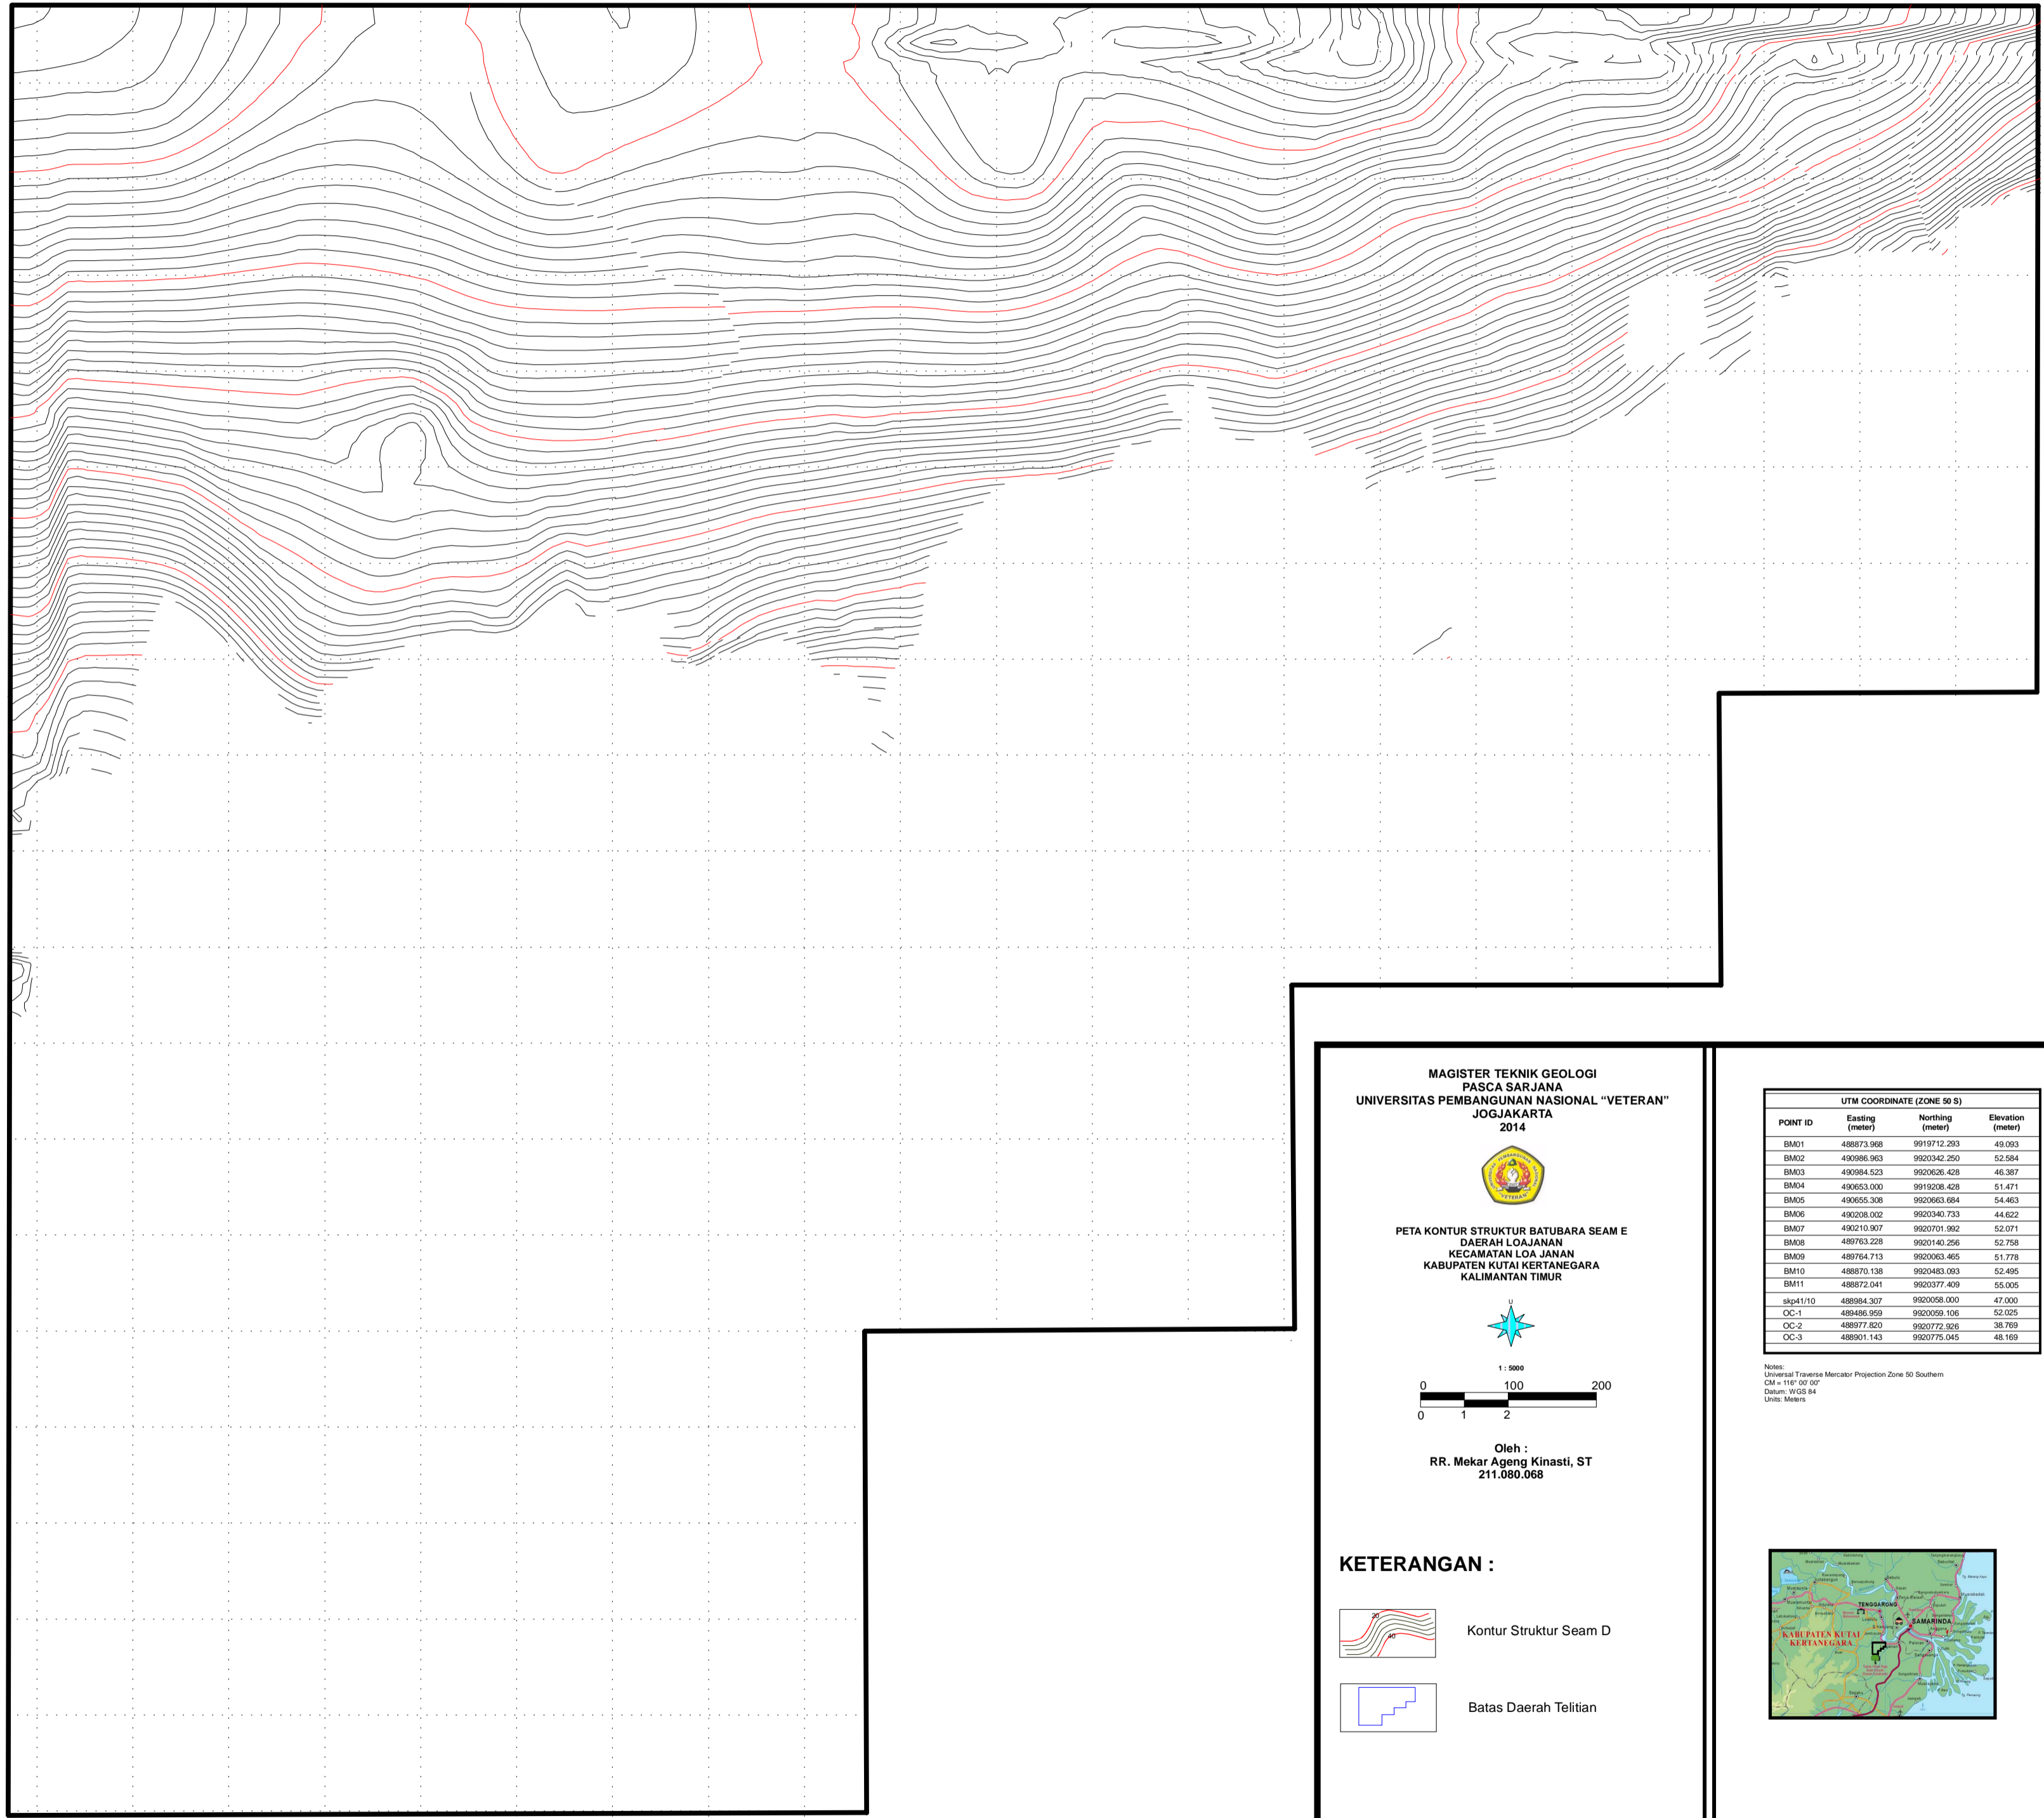 MAGISTER TEKNIK GEOLOGI
PASCA SARJANA
UNIVERSITAS PEMBANGUNAN NASIONAL “VETERAN”
JOGJAKARTA
2014
PETA KONTUR STRUKTUR BATUBARA SEAM E
DAERAH LOAJANAN
KECAMATAN LOA JANAN
KABUPATEN KUTAI KERTANEGARA
KALIMANTAN TIMUR
U
1 : 5000
0 100 200
0 1 2
Oleh :
RR. Mekar Ageng Kinasti, ST
211.080.068
KETERANGAN :
20
40
Kontur Struktur Seam D
Batas Daerah Telitian
UTM COORDINATE (ZONE 50 S)
POINT ID Easting (meter) Northing (meter) Elevation (meter)
BM01 488873.968 9919712.293 49.093
BM02 490986.963 9920342.250 52.584
BM03 490984.523 9920626.428 46.387
BM04 490653.000 9919208.428 51.471
BM05 490655.308 9920663.684 54.463
BM06 490208.002 9920340.733 44.622
BM07 490210.907 9920701.992 52.071
BM08 489763.228 9920140.256 52.758
BM09 489764.713 9920063.465 51.778
BM10 488870.138 9920483.093 52.495
BM11 488872.041 9920377.409 55.005
skp41/10 488984.307 9920058.000 47.000
OC-1 489486.959 9920059.106 52.025
OC-2 488977.820 9920772.926 38.769
OC-3 488901.143 9920775.045 48.169
Notes:
Universal Traverse Mercator Projection Zone 50 Southern
CM = 116° 00' 00"
Datum: WGS 84
Units: Meters
TENGGARONG
SAMARINDA
KABUPATEN KUTAI
KERTANEGARA